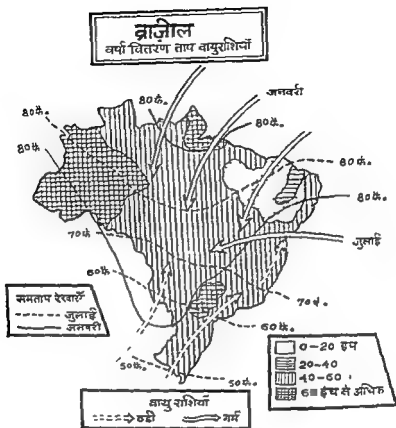 ब्राज़ील
वर्षा वितरण ताप वायुराशियाँ
जनवरी
80फै.
80फै.
80फै.
80फै.
80फै.
80फै.
जुलाई
70फै
60फै
70फै.
60फै.
50फै.
50फै.
समताप रेखाएँ
जुलाई
जनवरी
वायु राशियाँ
ठंडी
गर्म
0-20 इंच
20-40
40-60 "
इंच से अधिक